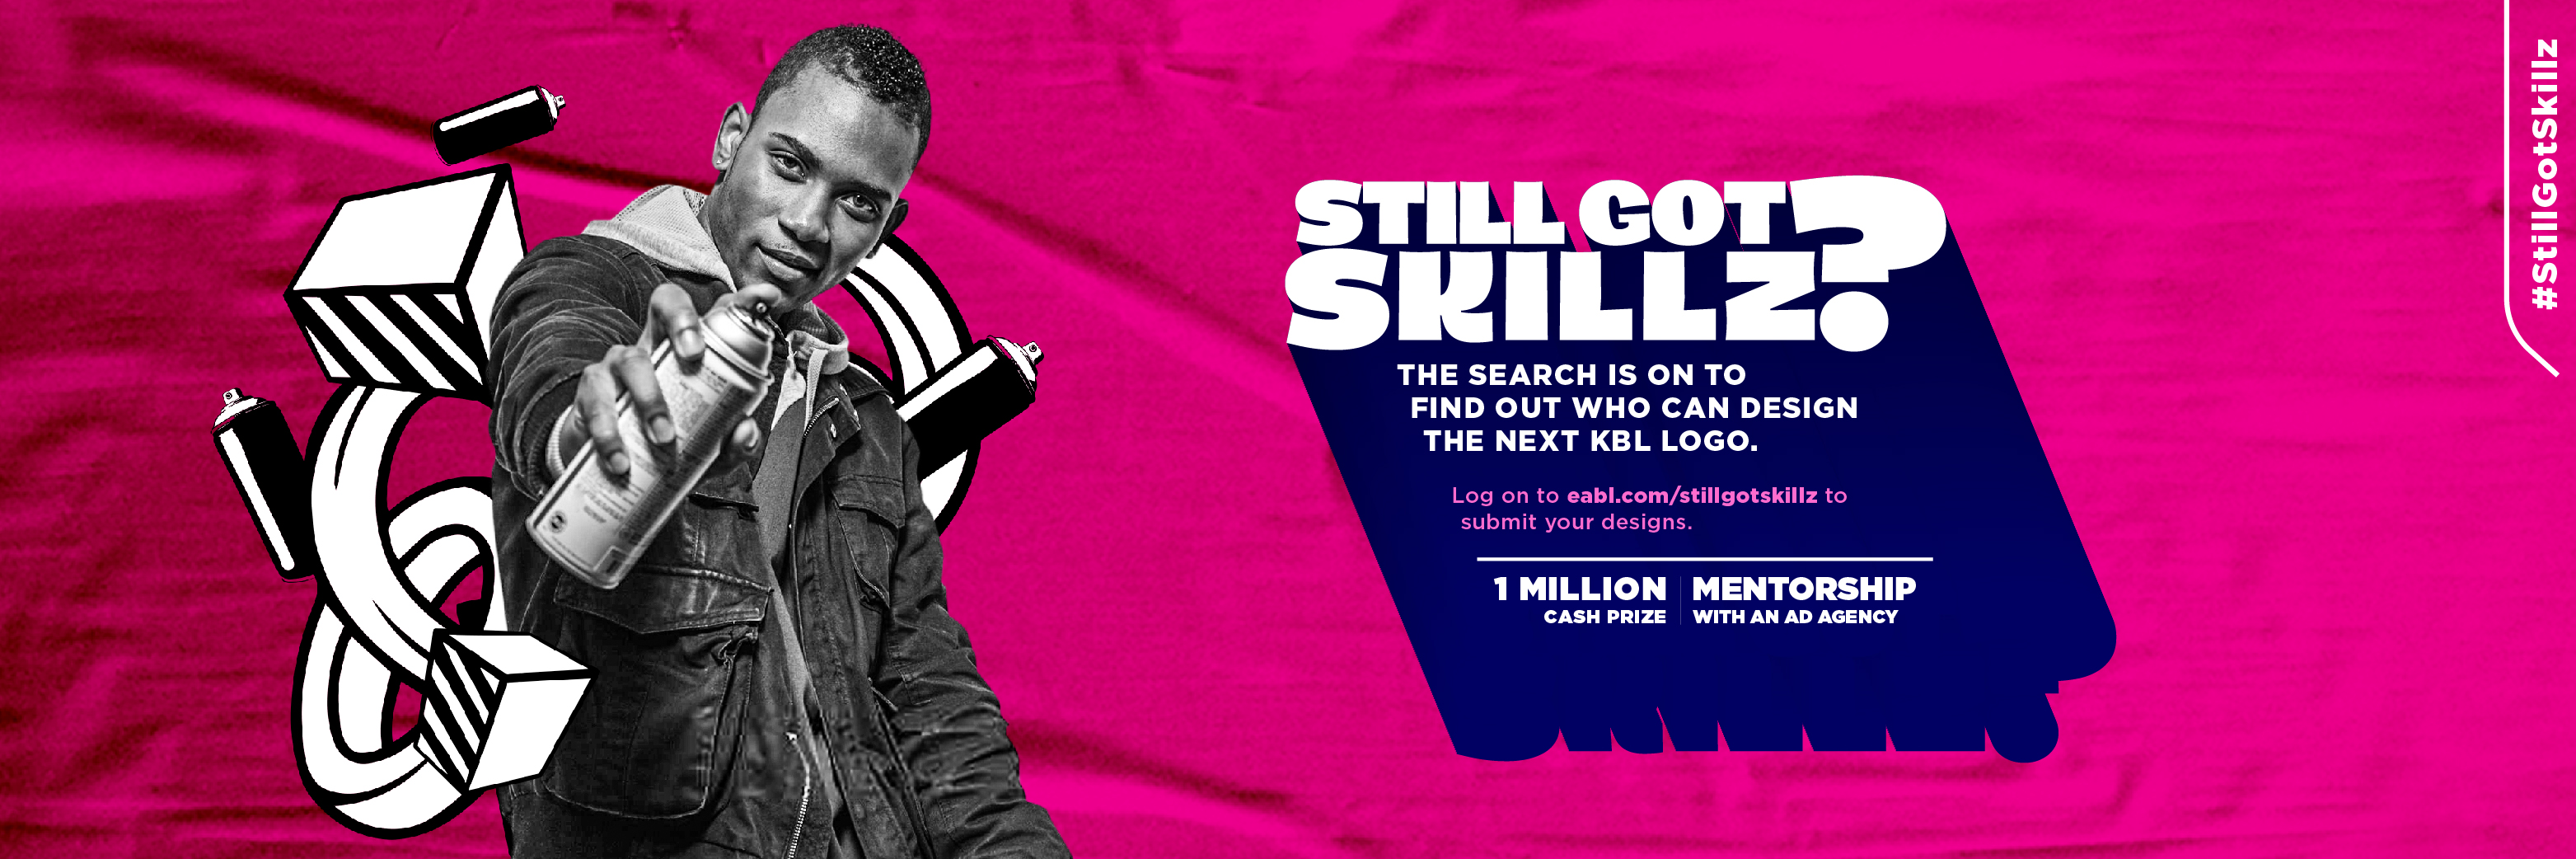 STILL GOT
SKILLZ?
THE SEARCH IS ON TO
FIND OUT WHO CAN DESIGN
THE NEXT KBL LOGO.
Log on to eabl.com/stillgotskillz to
submit your designs.
1 MILLION
CASH PRIZE
MENTORSHIP
WITH AN AD AGENCY
#StillGotSkillz